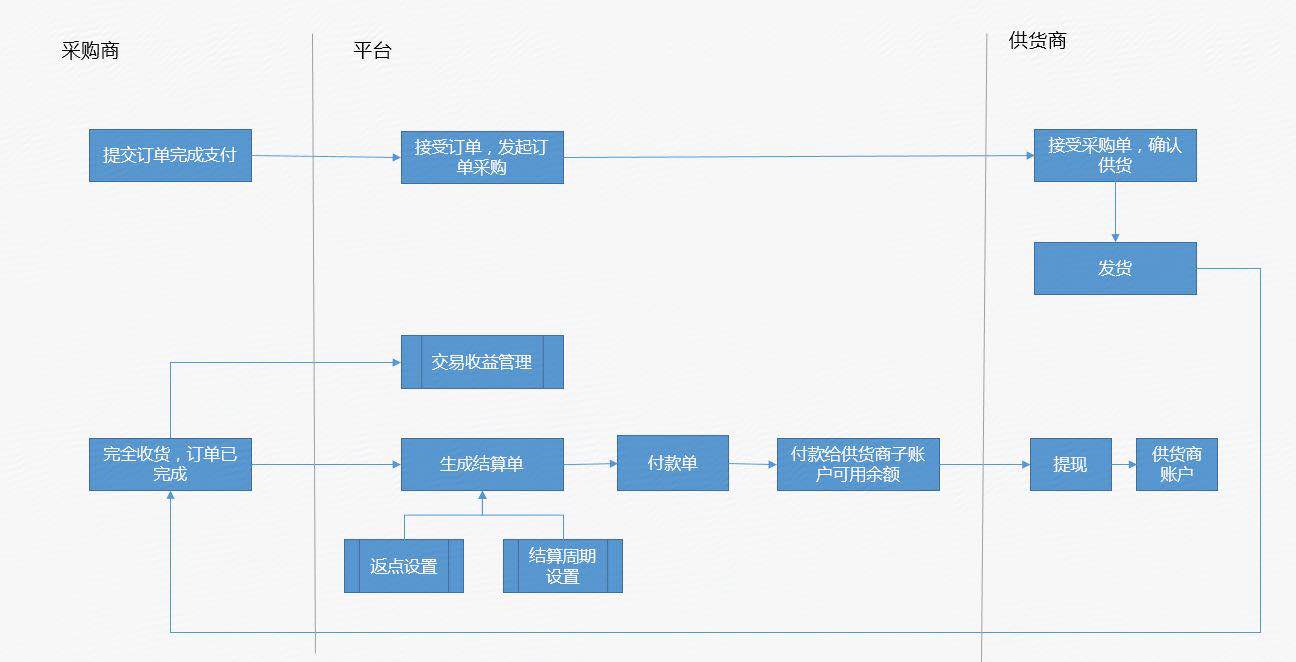 采购商
平台
供货商
提交订单完成支付
接受订单，发起订
单采购
接受采购单，确认
供货
发货
交易收益管理
完全收货，订单已
完成
生成结算单
付款单
付款给供货商子账
户可用余额
提现
供货商
账户
返点设置
结算周期
设置